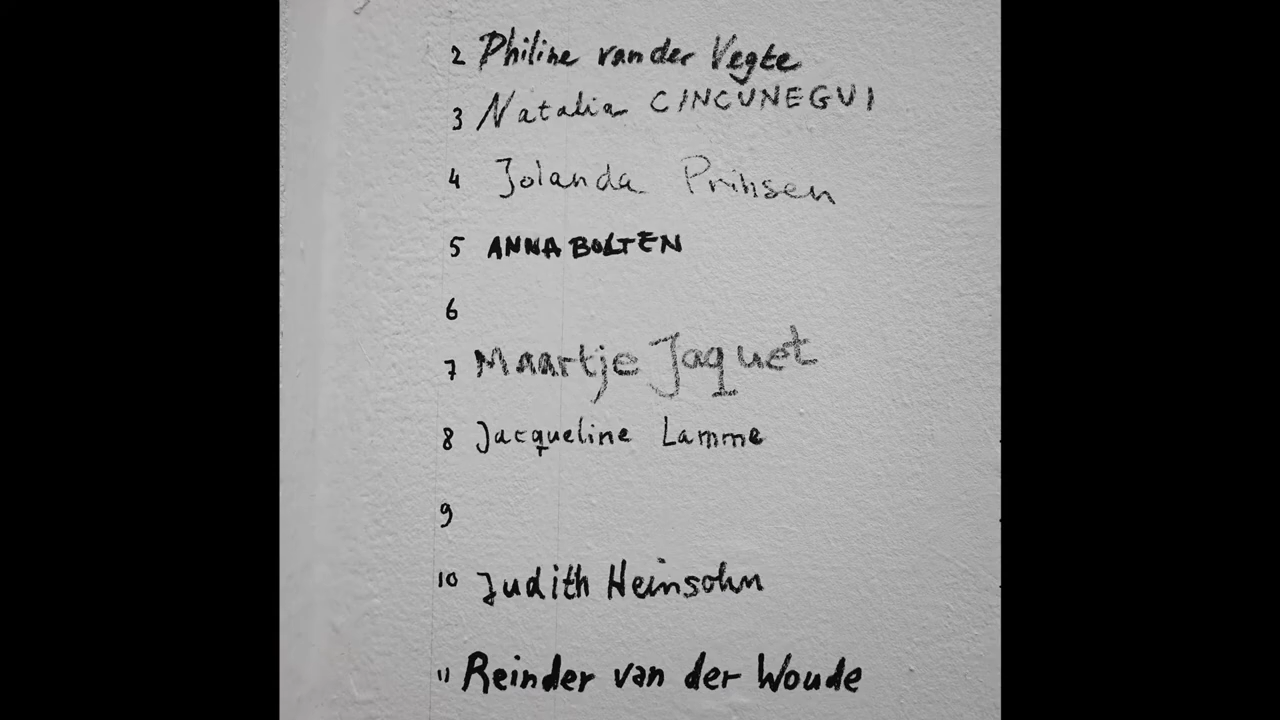 2 Philine van der Vegte
3 Natalia CINCUNEGUI
4 Jolanda Prinsen
5 ANNA BOLTEN
6
7 Maartje Jaquet
8 Jacqueline Lamme
9
10 Judith Heinsohn
11 Reinder van der Woude